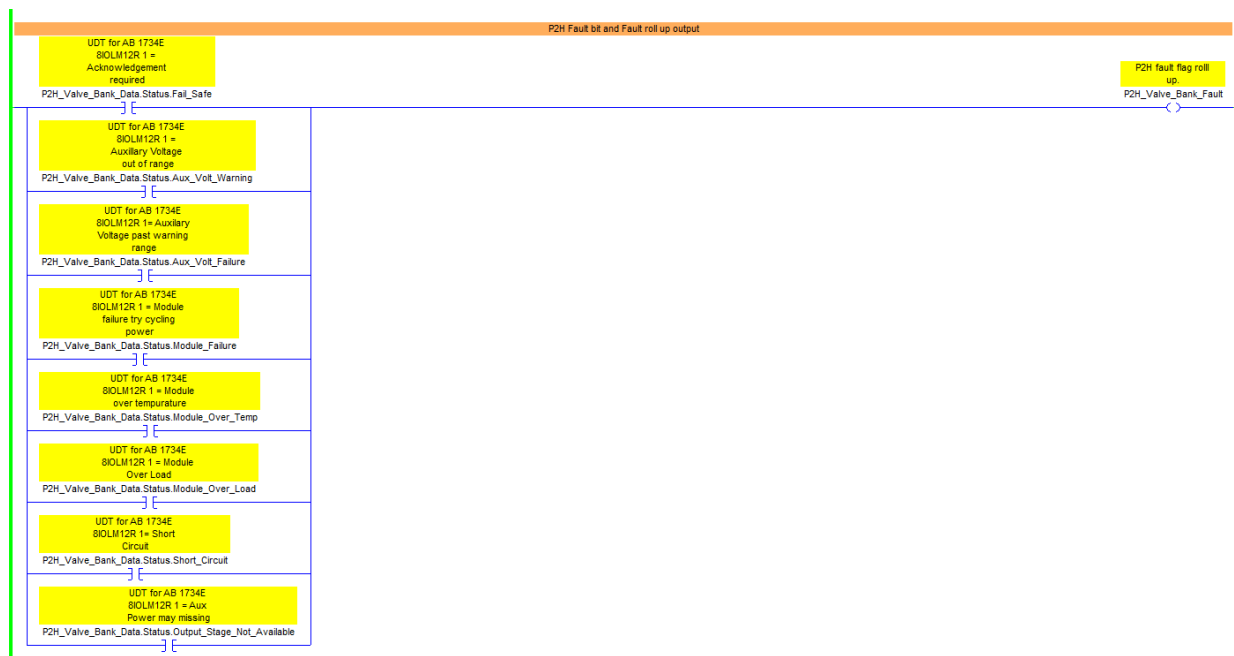 P2H Fault bit and Fault roll up output
UDT for AB 1734E
8IOLM12R 1 =
Acknowledgement
required
P2H_Valve_Bank_Data.Status.Fail_Safe
P2H fault flag rolll
up.
P2H_Valve_Bank_Fault
UDT for AB 1734E
8IOLM12R 1 =
Auxillary Voltage
out of range
P2H_Valve_Bank_Data.Status.Aux_Volt_Warning
UDT for AB 1734E
8IOLM12R 1= Auxilary
Voltage past warning
range
P2H_Valve_Bank_Data.Status.Aux_Volt_Failure
UDT for AB 1734E
8IOLM12R 1 = Module
failure try cycling
power
P2H_Valve_Bank_Data.Status.Module_Failure
UDT for AB 1734E
8IOLM12R 1 = Module
over tempurature
P2H_Valve_Bank_Data.Status.Module_Over_Temp
UDT for AB 1734E
8IOLM12R 1 = Module
Over Load
P2H_Valve_Bank_Data.Status.Module_Over_Load
UDT for AB 1734E
8IOLM12R 1= Short
Circuit
P2H_Valve_Bank_Data.Status.Short_Circuit
UDT for AB 1734E
8IOLM12R 1 = Aux
Power may missing
P2H_Valve_Bank_Data.Status.Output_Stage_Not_Available